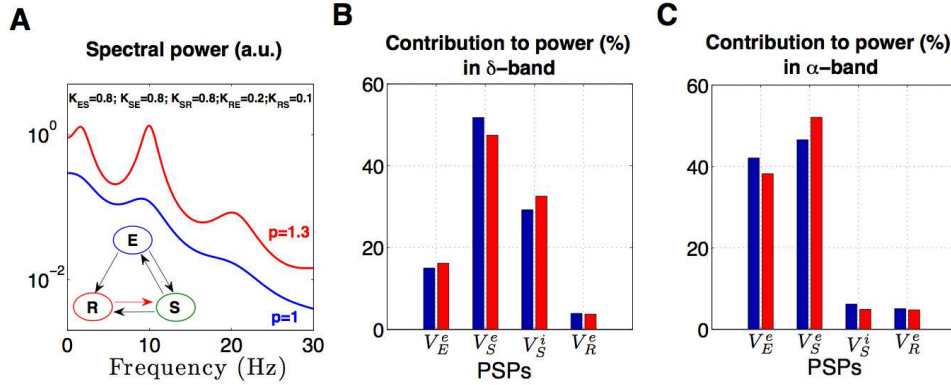 A
Spectral power (a.u.)
K_ES=0.8; K_SE=0.8; K_SR=0.8;K_RE=0.2;K_RS=0.1
10^0
10^-2
p=1.3
p=1
E
R
S
0
10
20
30
Frequency (Hz)
B
Contribution to power (%)
in δ-band
60
40
20
0
V_E^e
V_S^e
V_S^i
V_R^e
PSPs
C
Contribution to power (%)
in α-band
60
40
20
0
V_E^e
V_S^e
V_S^i
V_R^e
PSPs